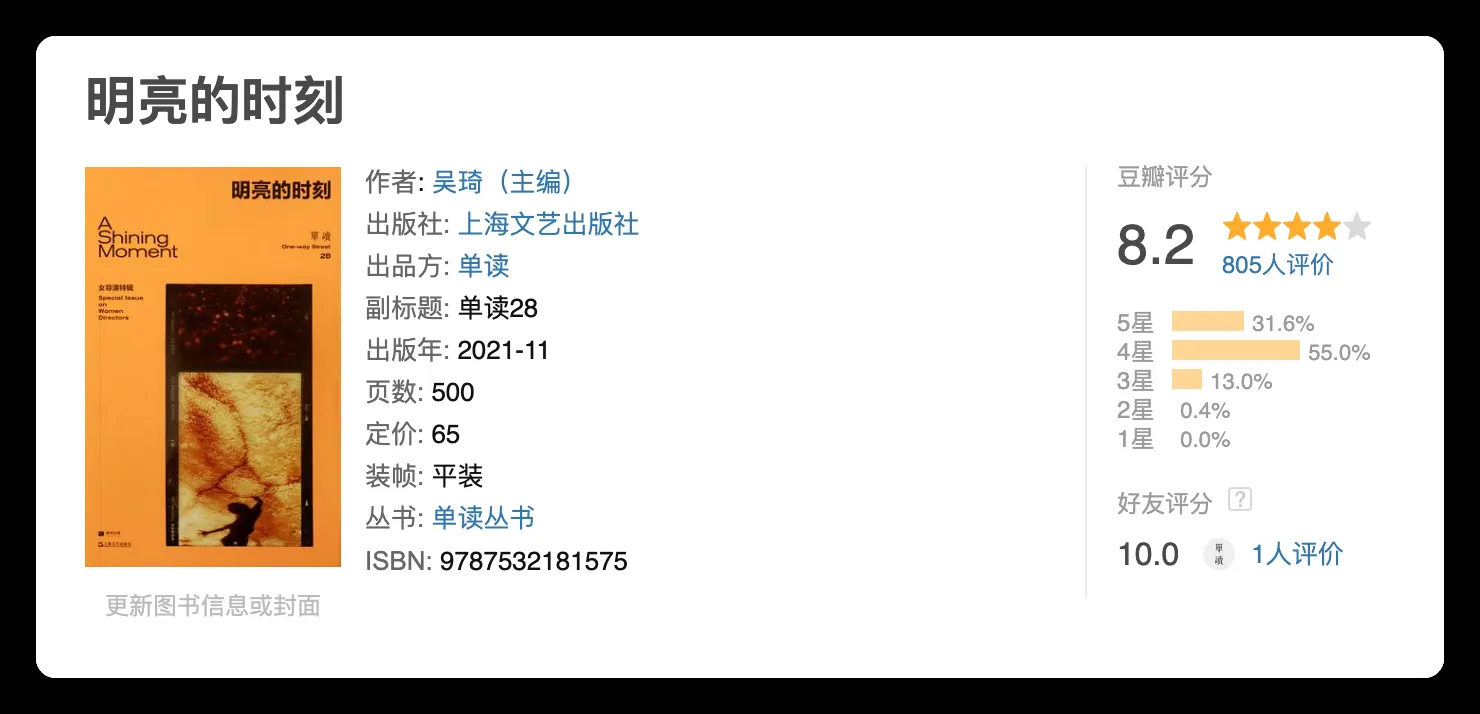 明亮的时刻
明亮的时刻
A
Shining
Moment
單讀
One-way Street
28
女导演特辑
Special Issue
on
Women
Directors
更新图书信息或封面
作者: 吴琦（主编）
出版社: 上海文艺出版社
出品方: 单读
副标题: 单读28
出版年: 2021-11
页数: 500
定价: 65
装帧: 平装
丛书: 单读丛书
ISBN: 9787532181575
豆瓣评分
8.2
805人评价
5星 31.6%
4星 55.0%
3星 13.0%
2星 0.4%
1星 0.0%
好友评分 ?
10.0 單讀 1人评价